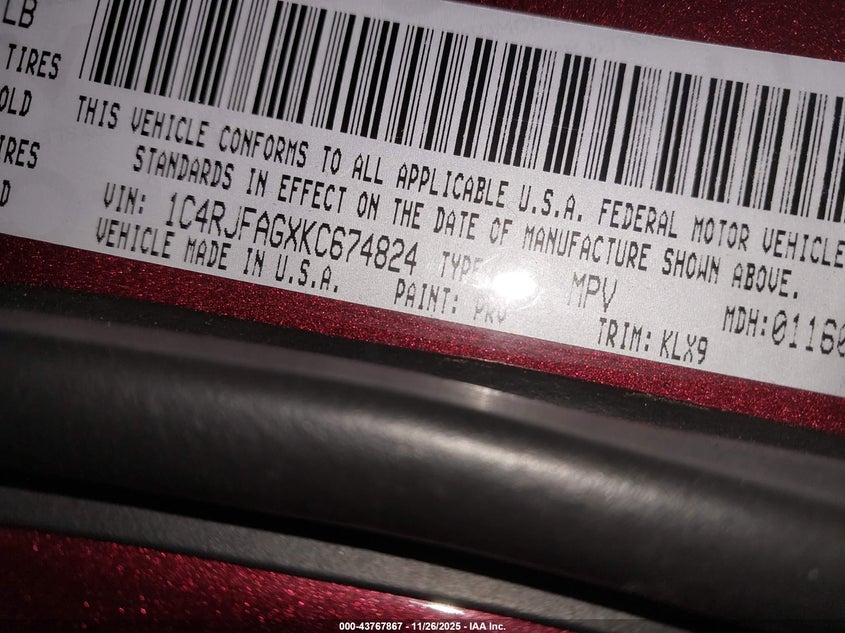 LB
TIRES
OLD
IRES
D
THIS VEHICLE CONFORMS TO ALL APPLICABLE U.S.A. FEDERAL MOTOR VEHICLE
STANDARDS IN EFFECT ON THE DATE OF MANUFACTURE SHOWN ABOVE.
VIN: 1C4RJFAGXKC674824 TYPE MPV MDH:01160
VEHICLE MADE IN U.S.A. PAINT: PRV TRIM: KLX9
000-43767867 - 11/26/2025 - IAA Inc.